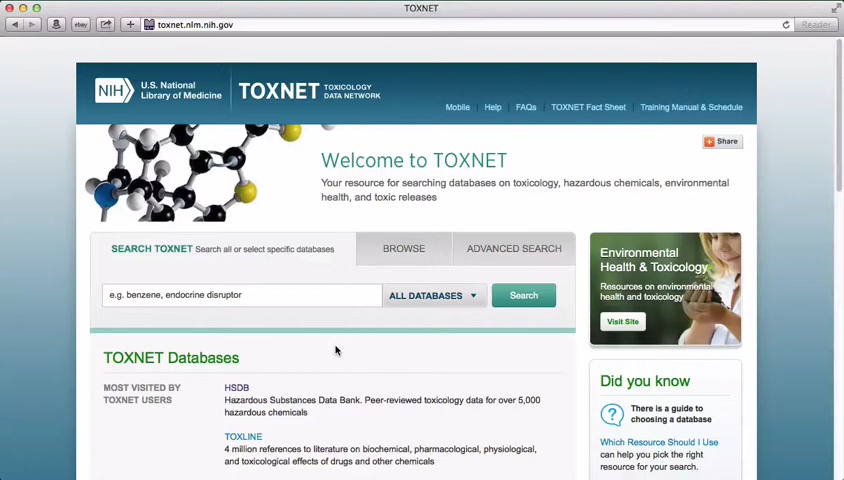 TOXNET
ebay
toxnet.nlm.nih.gov
Reader
NIH U.S. National Library of Medicine
TOXNET TOXICOLOGY DATA NETWORK
Mobile Help FAQs TOXNET Fact Sheet Training Manual & Schedule
Share
Welcome to TOXNET
Your resource for searching databases on toxicology, hazardous chemicals, environmental
health, and toxic releases
SEARCH TOXNET Search all or select specific databases
BROWSE
ADVANCED SEARCH
e.g. benzene, endocrine disruptor
ALL DATABASES
Search
Environmental
Health & Toxicology
Resources on environmental
health and toxicology
Visit Site
TOXNET Databases
MOST VISITED BY
TOXNET USERS
HSDB
Hazardous Substances Data Bank. Peer-reviewed toxicology data for over 5,000
hazardous chemicals
TOXLINE
4 million references to literature on biochemical, pharmacological, physiological,
and toxicological effects of drugs and other chemicals
Did you know
?
There is a guide to
choosing a database
Which Resource Should I Use
can help you pick the right
resource for your search.